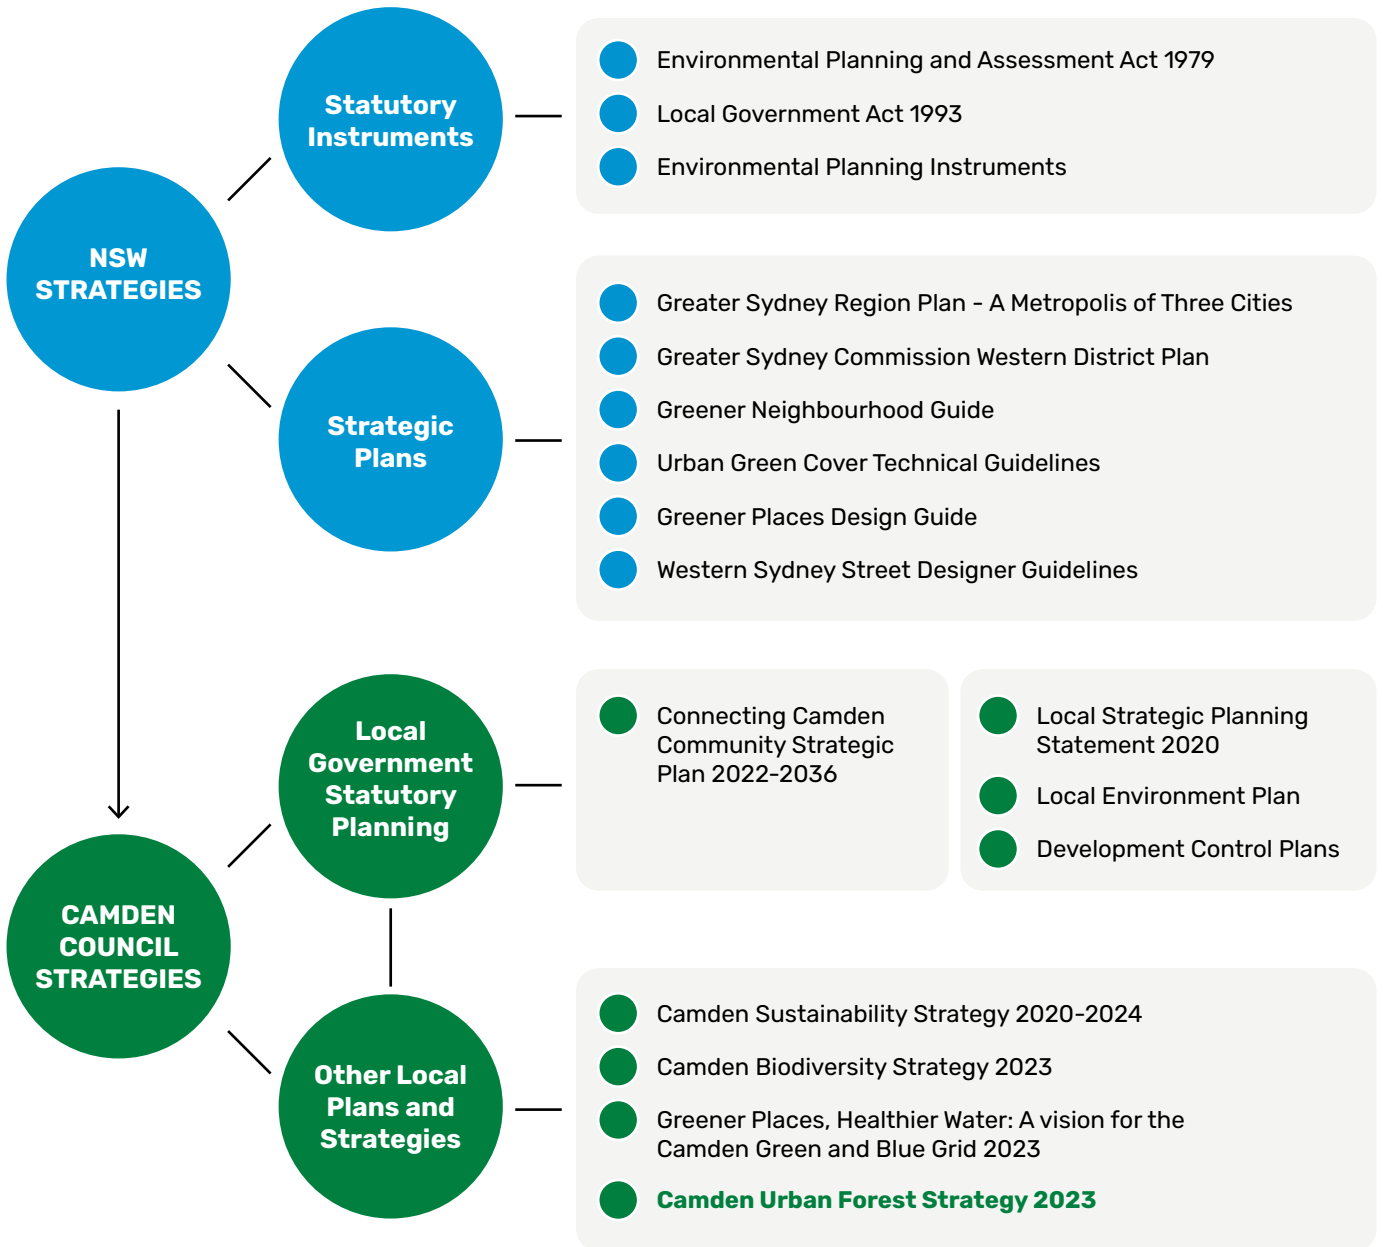 Statutory
Instruments
Environmental Planning and Assessment Act 1979
Local Government Act 1993
Environmental Planning Instruments
NSW
STRATEGIES
Strategic
Plans
Greater Sydney Region Plan - A Metropolis of Three Cities
Greater Sydney Commission Western District Plan
Greener Neighbourhood Guide
Urban Green Cover Technical Guidelines
Greener Places Design Guide
Western Sydney Street Designer Guidelines
Local
Government
Statutory
Planning
Connecting Camden
Community Strategic
Plan 2022-2036
Local Strategic Planning
Statement 2020
Local Environment Plan
Development Control Plans
CAMDEN
COUNCIL
STRATEGIES
Other Local
Plans and
Strategies
Camden Sustainability Strategy 2020-2024
Camden Biodiversity Strategy 2023
Greener Places, Healthier Water: A vision for the
Camden Green and Blue Grid 2023
Camden Urban Forest Strategy 2023